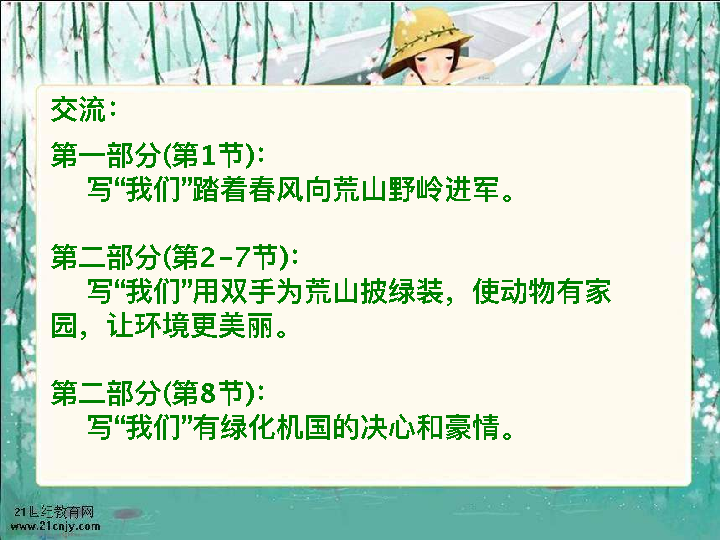 交流：
第一部分(第1节)：
写“我们”踏着春风向荒山野岭进军。
第二部分(第2-7节)：
写“我们”用双手为荒山披绿装，使动物有家
园，让环境更美丽。
第二部分(第8节)：
写“我们”有绿化机国的决心和豪情。
21世纪教育网
www.21cnjy.com